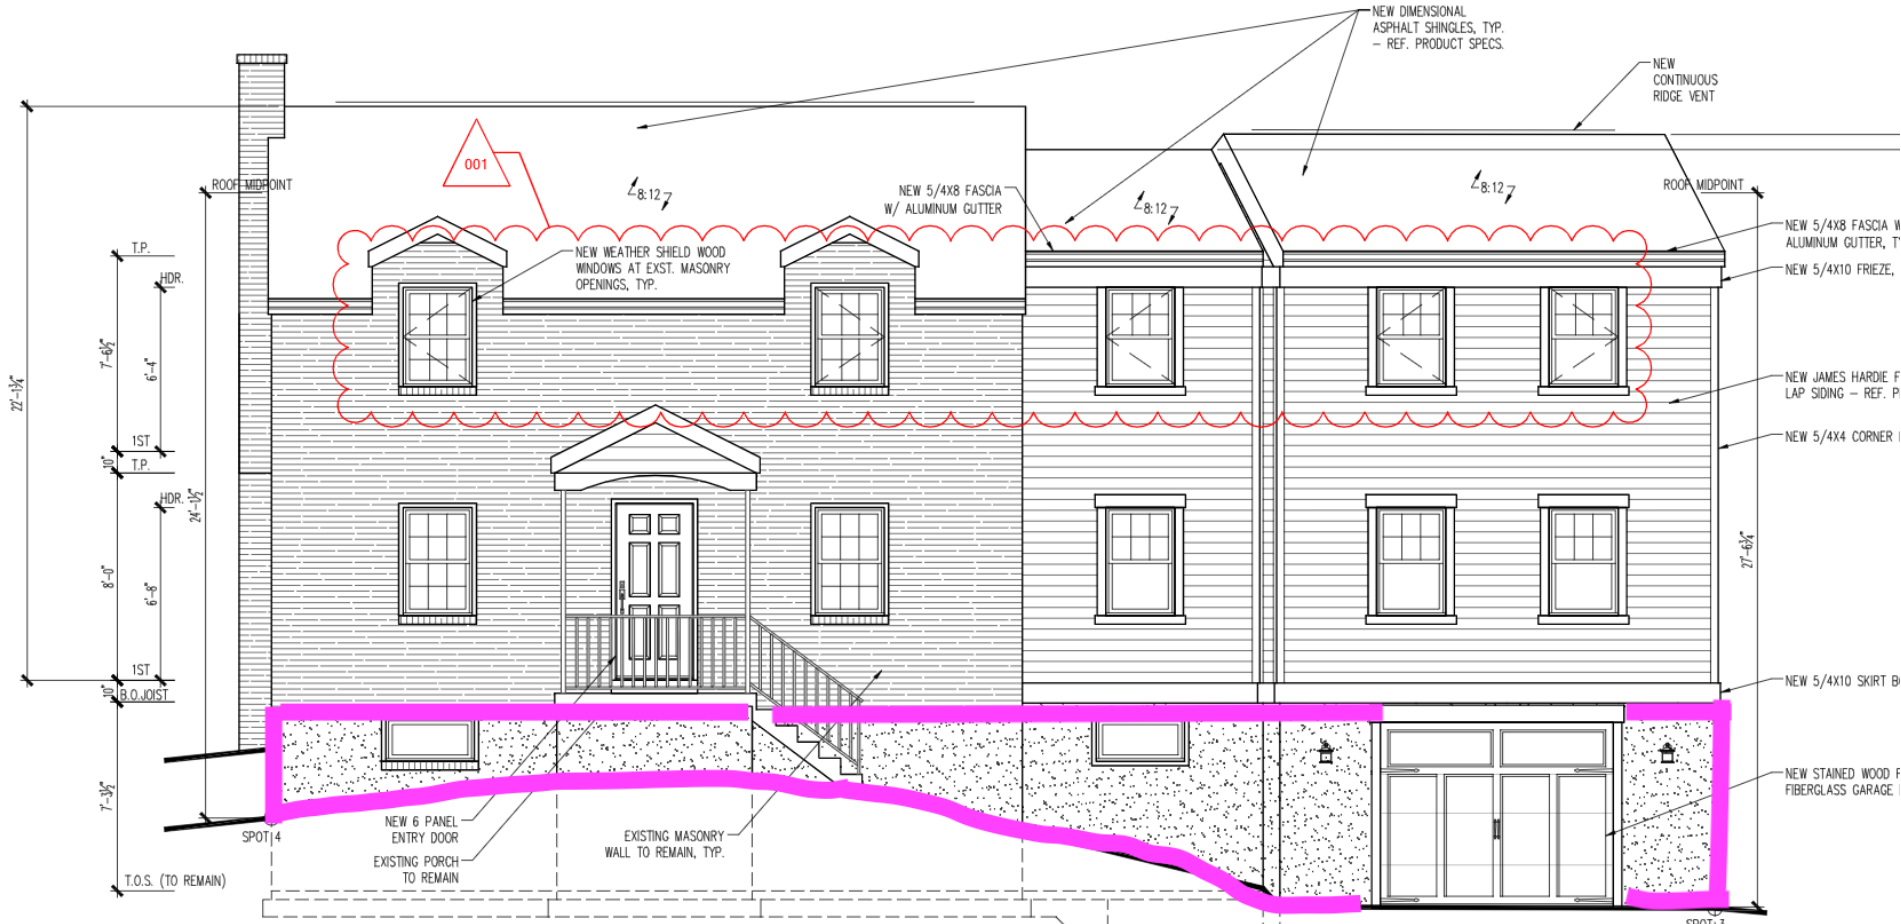 NEW DIMENSIONAL
ASPHALT SHINGLES, TYP.
- REF. PRODUCT SPECS.
NEW
CONTINUOUS
RIDGE VENT
001
ROOF MIDPOINT
8:12
NEW 5/4X8 FASCIA
W/ ALUMINUM GUTTER
8:12
8:12
ROOF MIDPOINT
NEW 5/4X8 FASCIA W
ALUMINUM GUTTER,
NEW 5/4X10 FRIEZE,
T.P.
HDR.
NEW WEATHER SHIELD WOOD
WINDOWS AT EXST. MASONRY
OPENINGS, TYP.
7'-6½"
6'-4"
22'-1¾"
NEW JAMES HARDIE
LAP SIDING - REF.
NEW 5/4X4 CORNER
1ST
10"
T.P.
HDR.
24'-1½"
27'-6¾"
8'-0"
6'-8"
1ST
10"
B.O.JOIST
NEW 5/4X10 SKIRT
7'-3½"
NEW STAINED WOOD
FIBERGLASS GARAGE
SPOT 4
NEW 6 PANEL
ENTRY DOOR
EXISTING PORCH
TO REMAIN
EXISTING MASONRY
WALL TO REMAIN, TYP.
T.O.S. (TO REMAIN)
SPOT 3